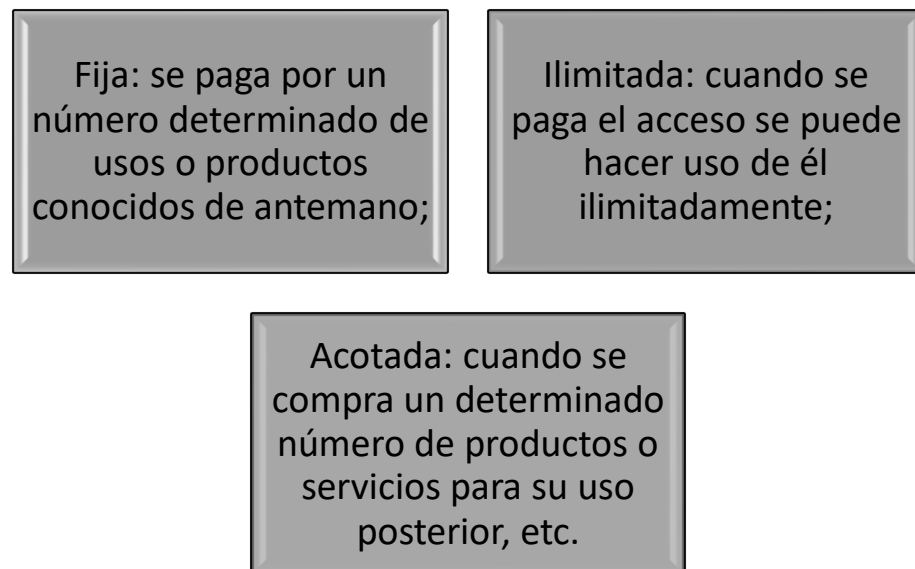 Fija: se paga por un
número determinado de
usos o productos
conocidos de antemano;
Ilimitada: cuando se
paga el acceso se puede
hacer uso de él
ilimitadamente;
Acotada: cuando se
compra un determinado
número de productos o
servicios para su uso
posterior, etc.